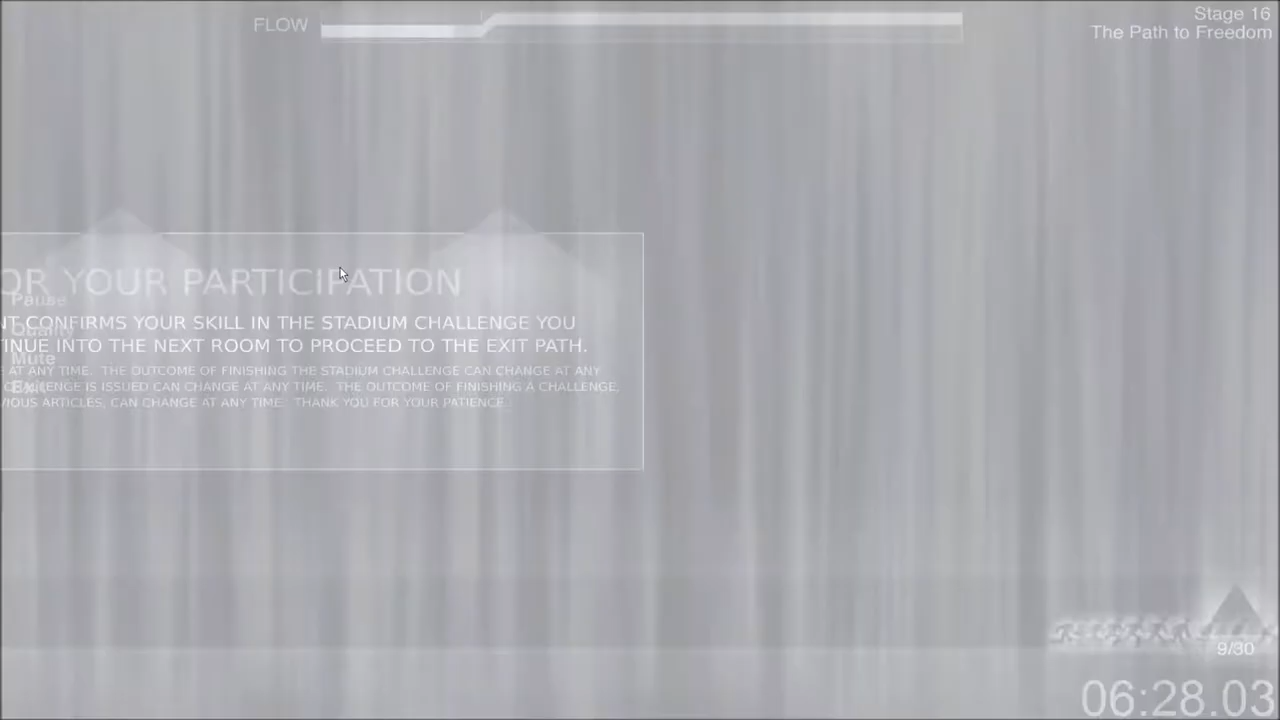 FLOW
Stage 16
The Path to Freedom
OR YOUR PARTICIPATION
Pause
NT CONFIRMS YOUR SKILL IN THE STADIUM CHALLENGE YOU
Quality
TINUE INTO THE NEXT ROOM TO PROCEED TO THE EXIT PATH.
Mute
E AT ANY TIME. THE OUTCOME OF FINISHING THE STADIUM CHALLENGE CAN CHANGE AT ANY
Exit
CHALLENGE IS ISSUED CAN CHANGE AT ANY TIME. THE OUTCOME OF FINISHING A CHALLENGE,
VIOUS ARTICLES, CAN CHANGE AT ANY TIME. THANK YOU FOR YOUR PATIENCE.
9/30
06:28.03